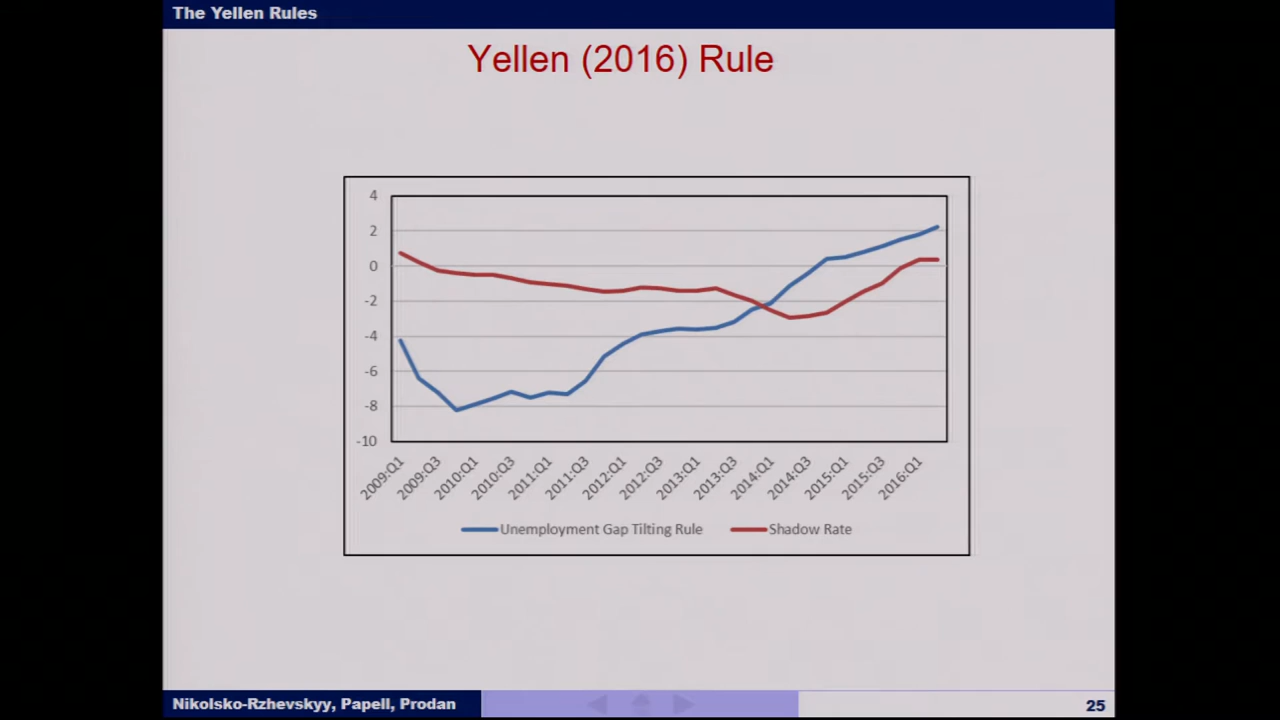 The Yellen Rules
Yellen (2016) Rule
4
2
0
-2
-4
-6
-8
-10
2009:Q1
2009:Q3
2010:Q1
2010:Q3
2011:Q1
2011:Q3
2012:Q1
2012:Q3
2013:Q1
2013:Q3
2014:Q1
2014:Q3
2015:Q1
2015:Q3
2016:Q1
Unemployment Gap Tilting Rule
Shadow Rate
Nikolsko-Rzhevskyy, Papell, Prodan
25